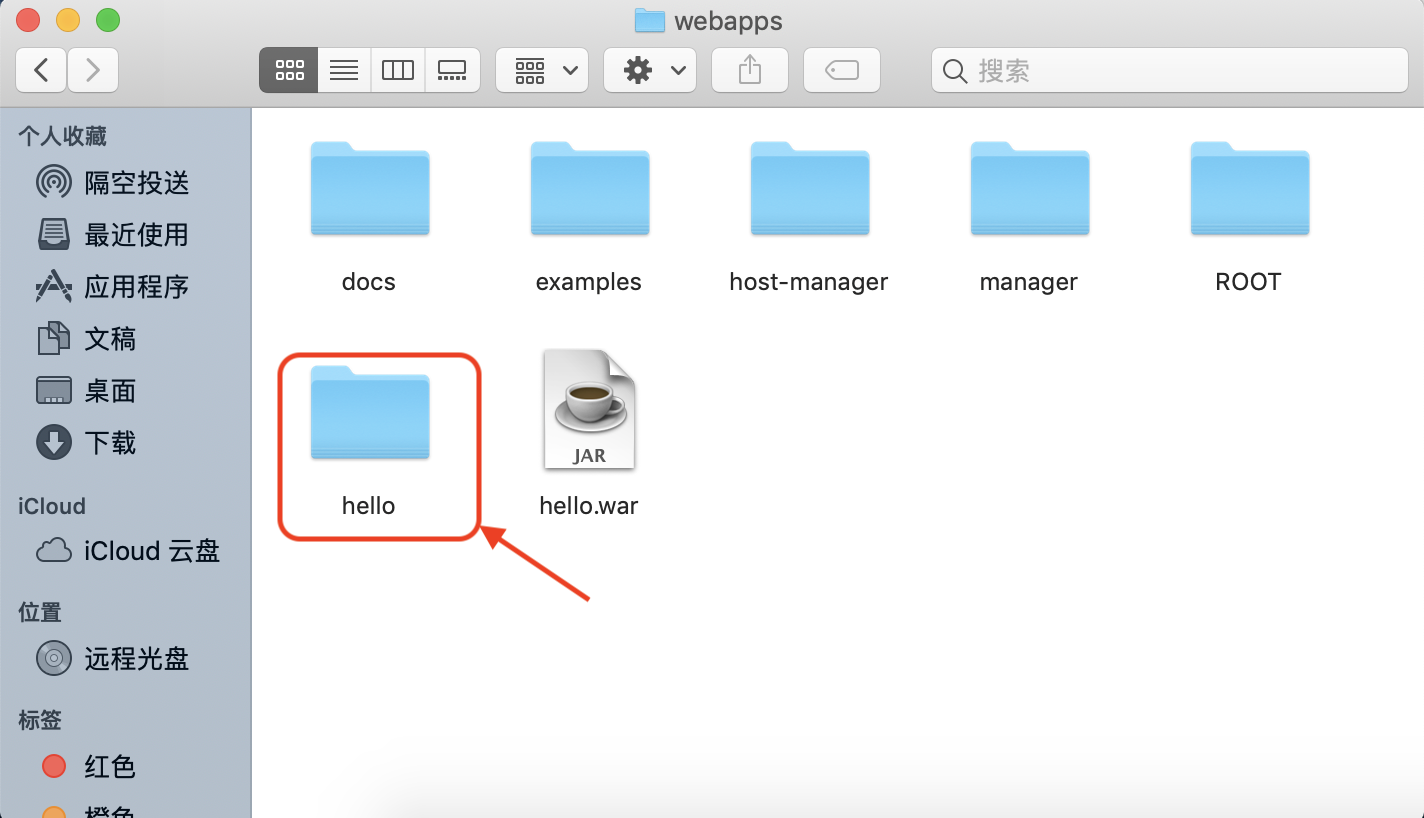 webapps
搜索
个人收藏
隔空投送
最近使用
应用程序
文稿
桌面
下载
iCloud
iCloud 云盘
位置
远程光盘
标签
红色
橙色
docs
examples
host-manager
manager
ROOT
hello
JAR
hello.war